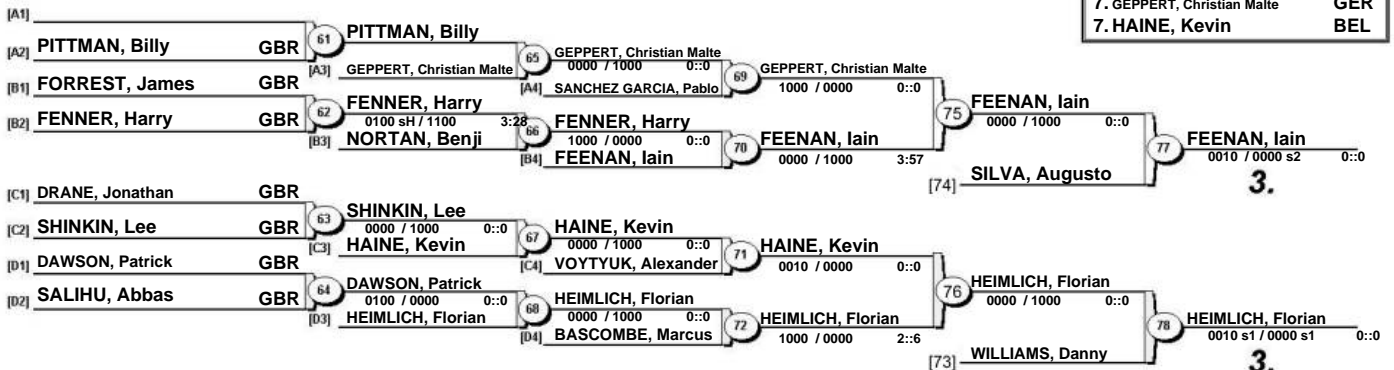 7. GEPPERT, Christian Malte GER
7. HAINE, Kevin BEL
[A1]
[A2] PITTMAN, Billy GBR
61
PITTMAN, Billy
[A3] GEPPERT, Christian Malte
65
GEPPERT, Christian Malte
0000 / 1000 0::0
[A4] SANCHEZ GARCIA, Pablo
69
GEPPERT, Christian Malte
1000 / 0000 0::0
[B1] FORREST, James GBR
[B2] FENNER, Harry GBR
62
FENNER, Harry
0100 sH / 1100 3:28
[B3] NORTAN, Benji
66
FENNER, Harry
1000 / 0000 0::0
[B4] FEENAN, Iain
70
FEENAN, Iain
0000 / 1000 3:57
75
FEENAN, Iain
0000 / 1000 0::0
[74] SILVA, Augusto
77
FEENAN, Iain
0010 / 0000 s2 0::0
3.
[C1] DRANE, Jonathan GBR
[C2] SHINKIN, Lee GBR
63
SHINKIN, Lee
0000 / 1000 0::0
[C3] HAINE, Kevin
67
HAINE, Kevin
0000 / 1000 0::0
[C4] VOYTYUK, Alexander
71
HAINE, Kevin
0010 / 0000 0::0
[D1] DAWSON, Patrick GBR
[D2] SALIHU, Abbas GBR
64
DAWSON, Patrick
0100 / 0000 0::0
[D3] HEIMLICH, Florian
68
HEIMLICH, Florian
0000 / 1000 0::0
[D4] BASCOMBE, Marcus
72
HEIMLICH, Florian
1000 / 0000 2::6
76
HEIMLICH, Florian
0000 / 1000 0::0
[73] WILLIAMS, Danny
78
HEIMLICH, Florian
0010 s1 / 0000 s1 0::0
3.